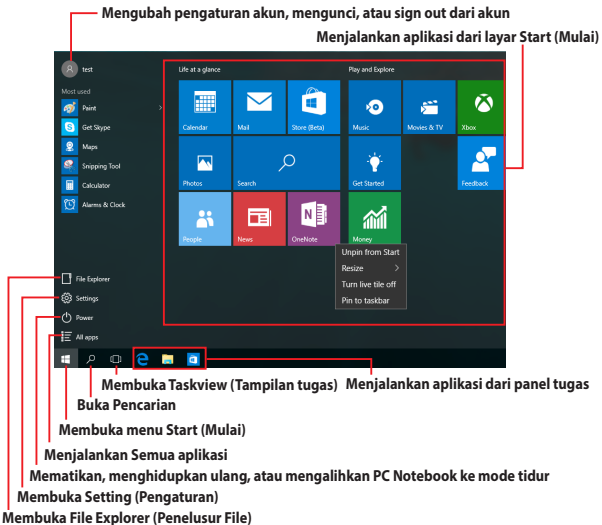 Mengubah pengaturan akun, mengunci, atau sign out dari akun
Menjalankan aplikasi dari layar Start (Mulai)
test
Most used
Paint
Get Skype
Maps
Snipping Tool
Calculator
Alarms & Clock
File Explorer
Settings
Power
All apps
Life at a glance
Play and Explore
Calendar
Mail
Store (Beta)
Music
Movies & TV
Xbox
Photos
Search
Get Started
Feedback
People
News
OneNote
Money
Unpin from Start
Resize
Turn live tile off
Pin to taskbar
Membuka Taskview (Tampilan tugas)
Menjalankan aplikasi dari panel tugas
Buka Pencarian
Membuka menu Start (Mulai)
Menjalankan Semua aplikasi
Mematikan, menghidupkan ulang, atau mengalihkan PC Notebook ke mode tidur
Membuka Setting (Pengaturan)
Membuka File Explorer (Penelusur File)